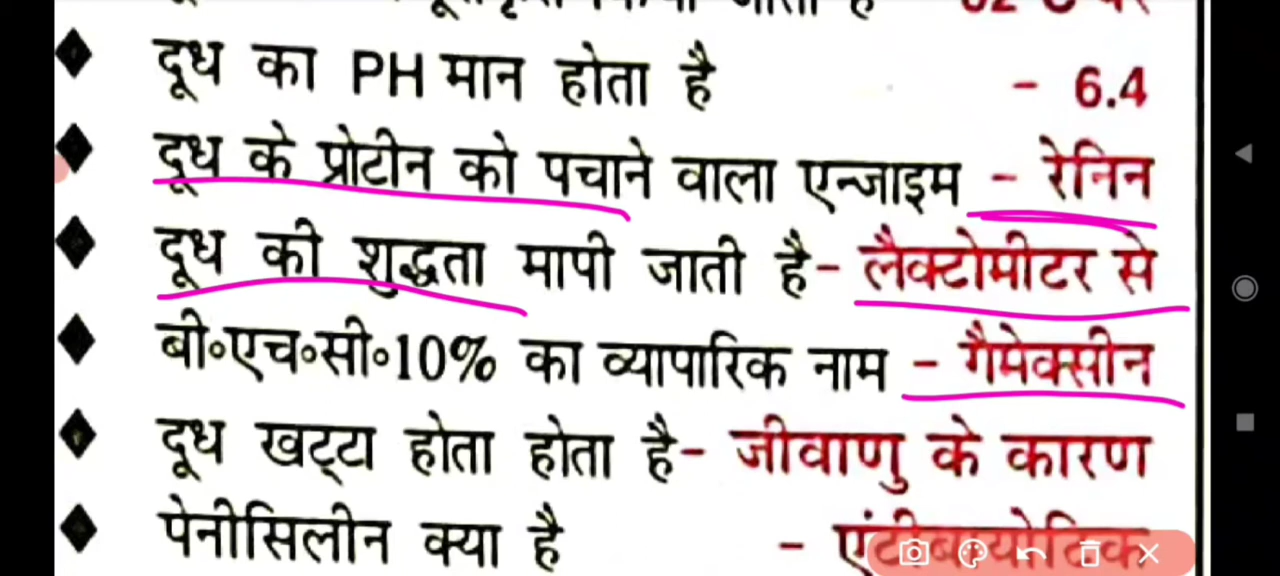 दूध का PH मान होता है - 6.4
दूध के प्रोटीन को पचाने वाला एन्जाइम - रेनिन
दूध की शुद्धता मापी जाती है- लैक्टोमीटर से
बी॰एच॰सी॰10% का व्यापारिक नाम - गैमेक्सीन
दूध खट्टा होता होता है- जीवाणु के कारण
पेनीसिलीन क्या है - एंटीबायोटिक